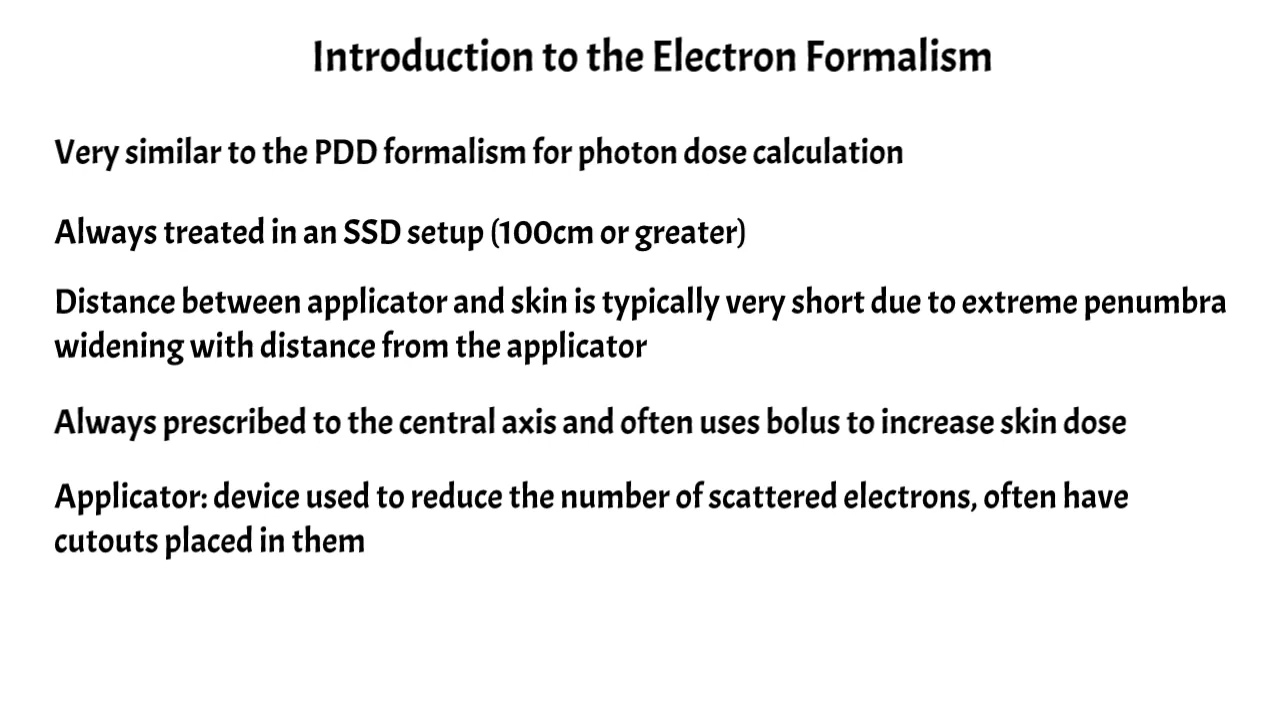 Introduction to the Electron Formalism
Very similar to the PDD formalism for photon dose calculation
Always treated in an SSD setup (100cm or greater)
Distance between applicator and skin is typically very short due to extreme penumbra
widening with distance from the applicator
Always prescribed to the central axis and often uses bolus to increase skin dose
Applicator: device used to reduce the number of scattered electrons, often have
cutouts placed in them